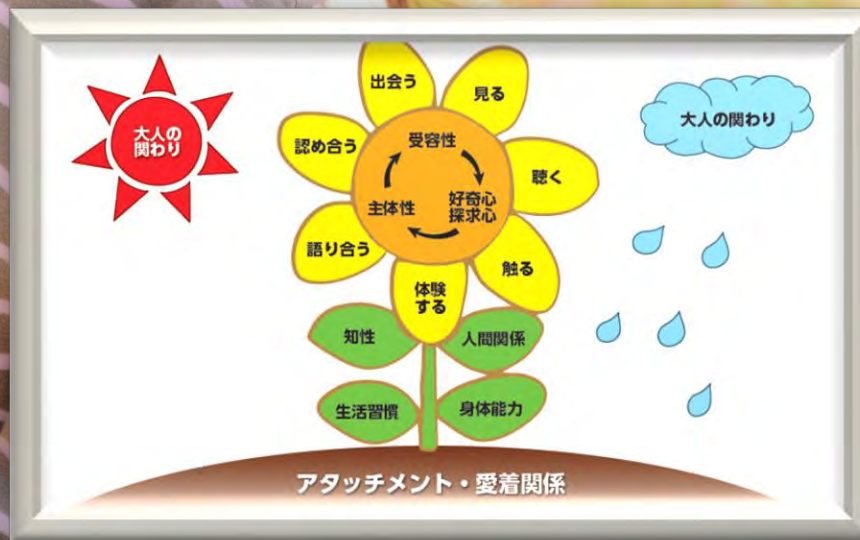 大人の
関わり
出会う
見る
認め合う
聴く
語り合う
触る
体験
する
受容性
好奇心
探求心
主体性
大人の関わり
知性
人間関係
生活習慣
身体能力
アタッチメント・愛着関係